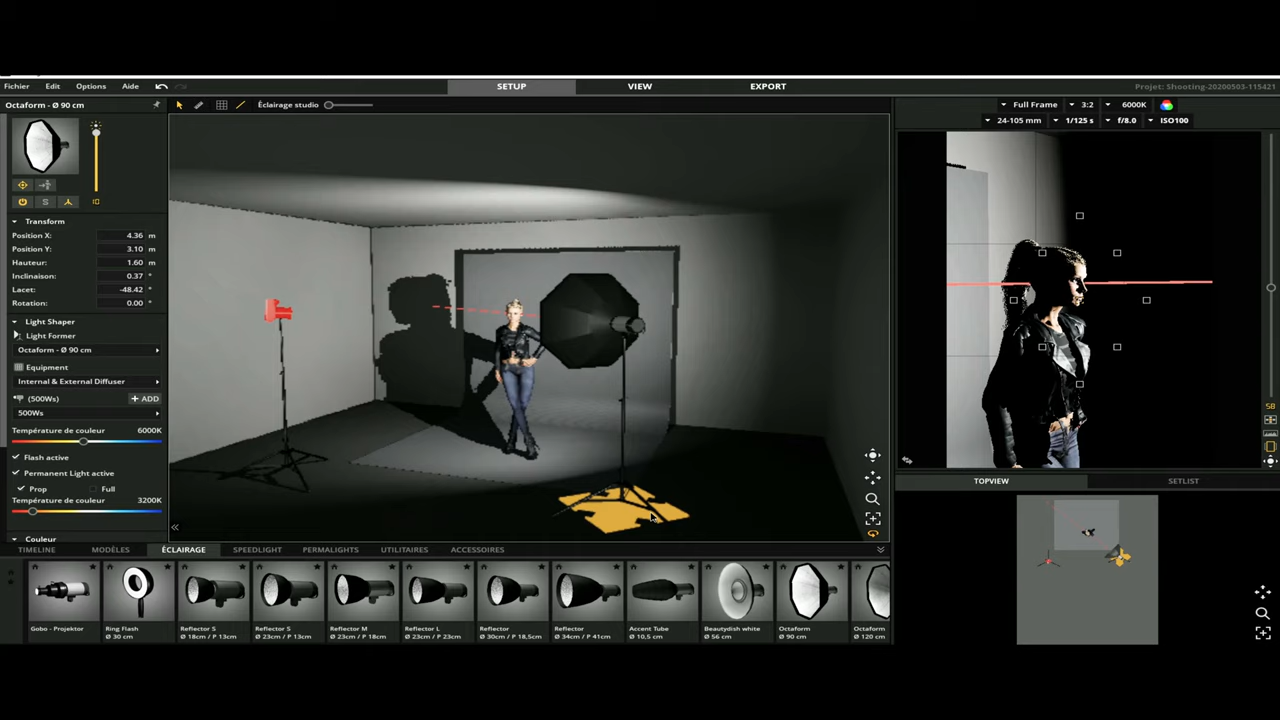 Fichier Edit Options Aide SETUP VIEW EXPORT Projet: Shooting-20200503-115421
Octaform - Ø 90 cm Éclairage studio Full Frame 3:2 6000K
24-105 mm 1/125 s f/8.0 ISO100
S 10
Transform
Position X: 4.36 m
Position Y: 3.10 m
Hauteur: 1.60 m
Inclinaison: 0.37 °
Lacet: -48.42 °
Rotation: 0.00 °
Light Shaper
Light Former
Octaform - Ø 90 cm
Equipment
Internal & External Diffuser
(500Ws) ADD
500Ws
58
Température de couleur 6000K
Flash active
Permanent Light active
Prop Full
Température de couleur 3200K
Couleur
TOPVIEW SETLIST
TIMELINE MODÈLES ÉCLAIRAGE SPEEDLIGHT PERMALIGHTS UTILITAIRES ACCESSOIRES
Gobo - Projektor
Ring Flash
Ø 30 cm
Reflector S
Ø 18cm / P 13cm
Reflector S
Ø 23cm / P 13cm
Reflector M
Ø 23cm / P 18cm
Reflector L
Ø 23cm / P 23cm
Reflector
Ø 30cm / P 18,5cm
Reflector
Ø 34cm / P 41cm
Accent Tube
Ø 10,5 cm
Beautydish white
Ø 56 cm
Octaform
Ø 90 cm
Octaform
Ø 120 cm